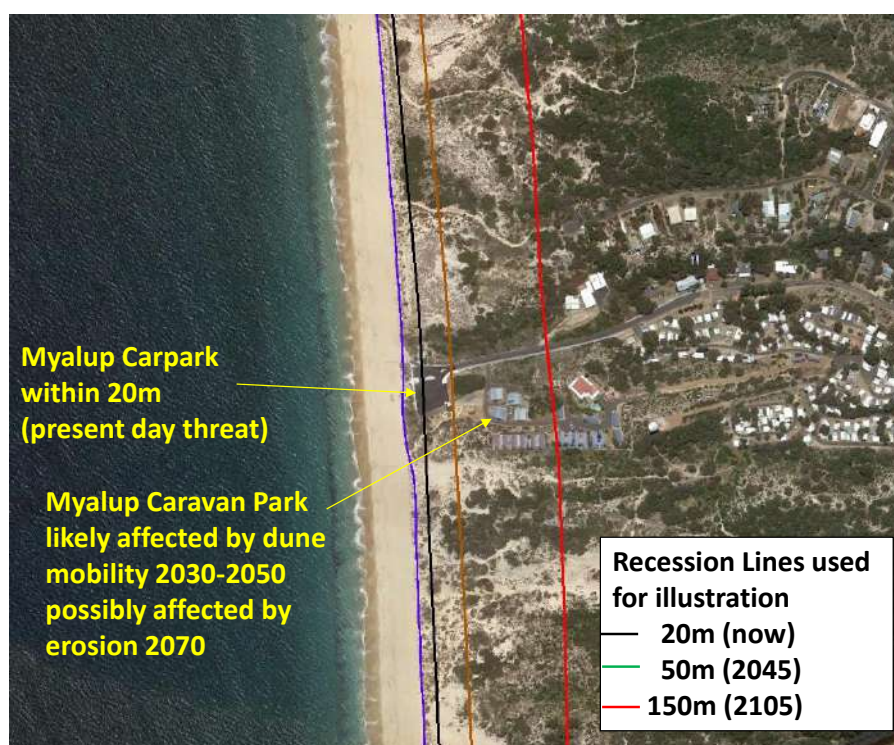 Myalup Carpark
within 20m
(present day threat)
Myalup Caravan Park
likely affected by dune
mobility 2030-2050
possibly affected by
erosion 2070
Recession Lines used
for illustration
20m (now)
50m (2045)
150m (2105)